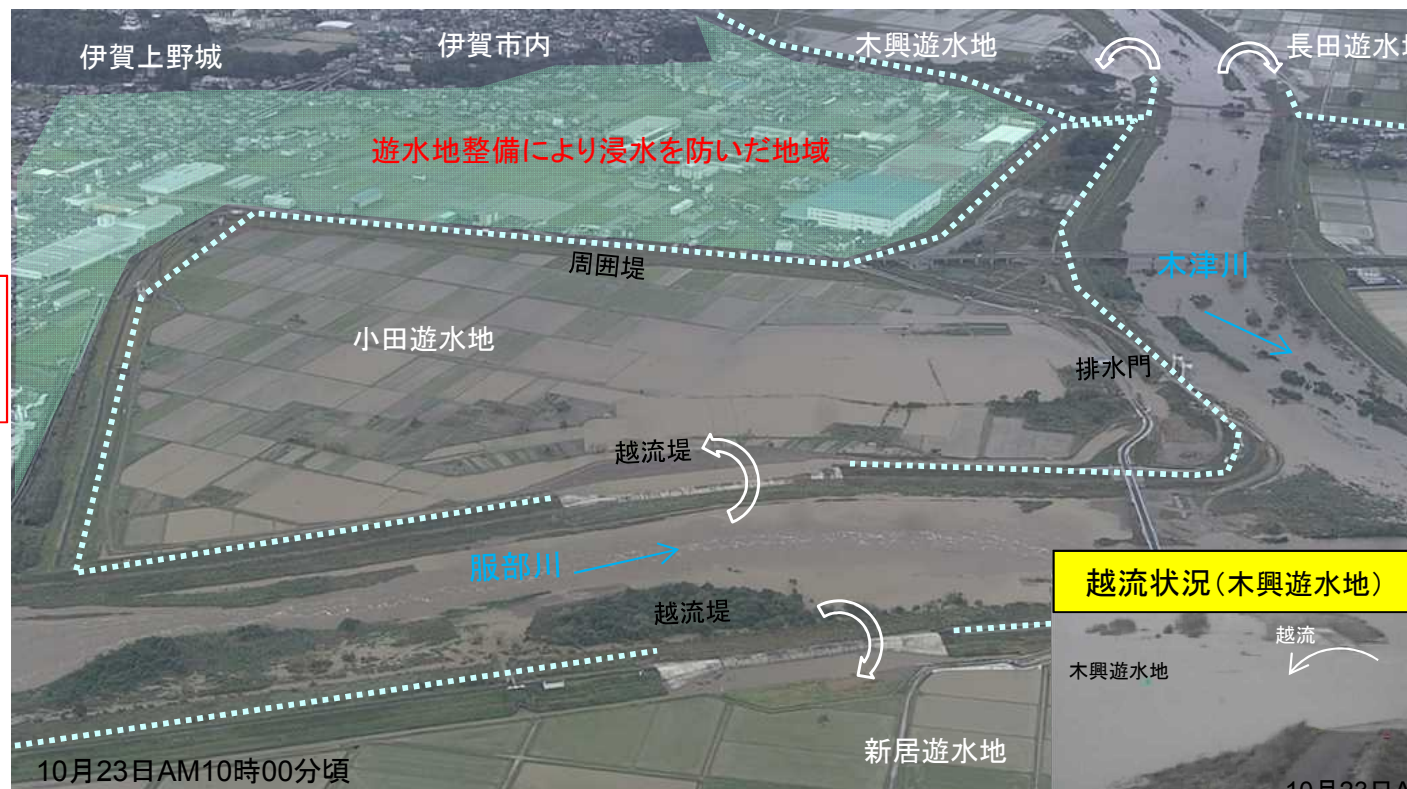 伊賀上野城
伊賀市内
木興遊水地
長田遊水
遊水地整備により浸水を防いだ地域
周囲堤
木津川
小田遊水地
排水門
越流堤
服部川
越流堤
越流状況(木興遊水地)
越流
木興遊水地
新居遊水地
10月23日AM10時00分頃